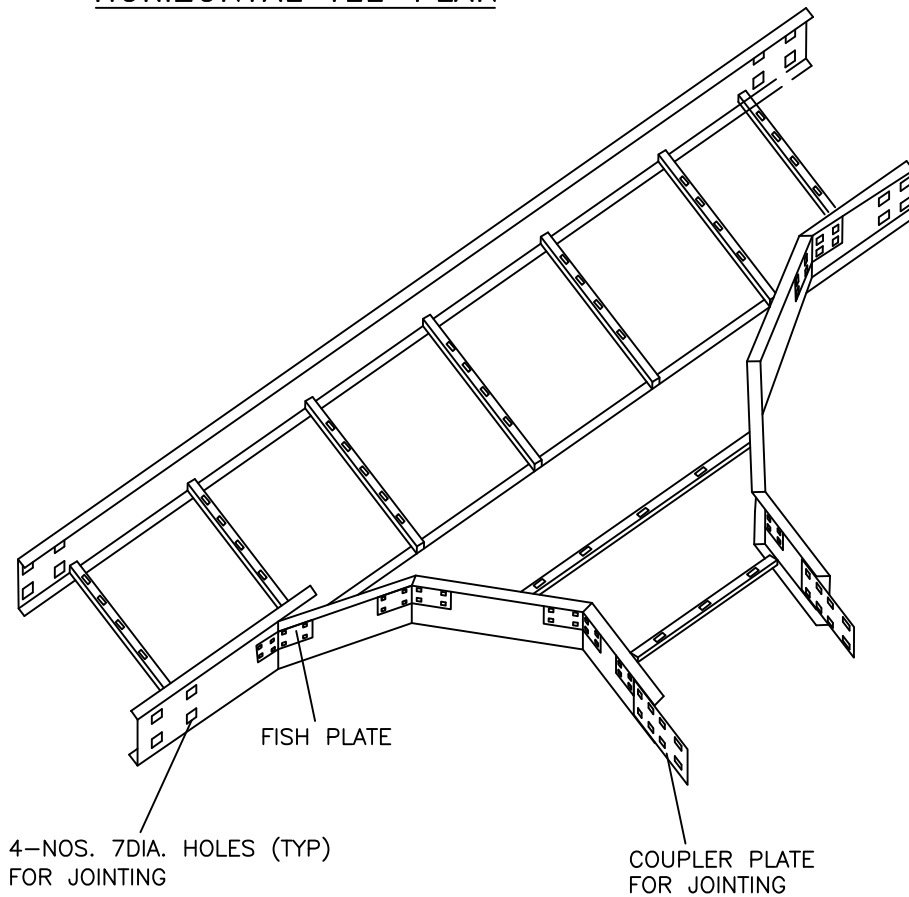 HORIZONTAL TEE PLAN
FISH PLATE
4-NOS. 7DIA. HOLES (TYP)
FOR JOINTING
COUPLER PLATE
FOR JOINTING